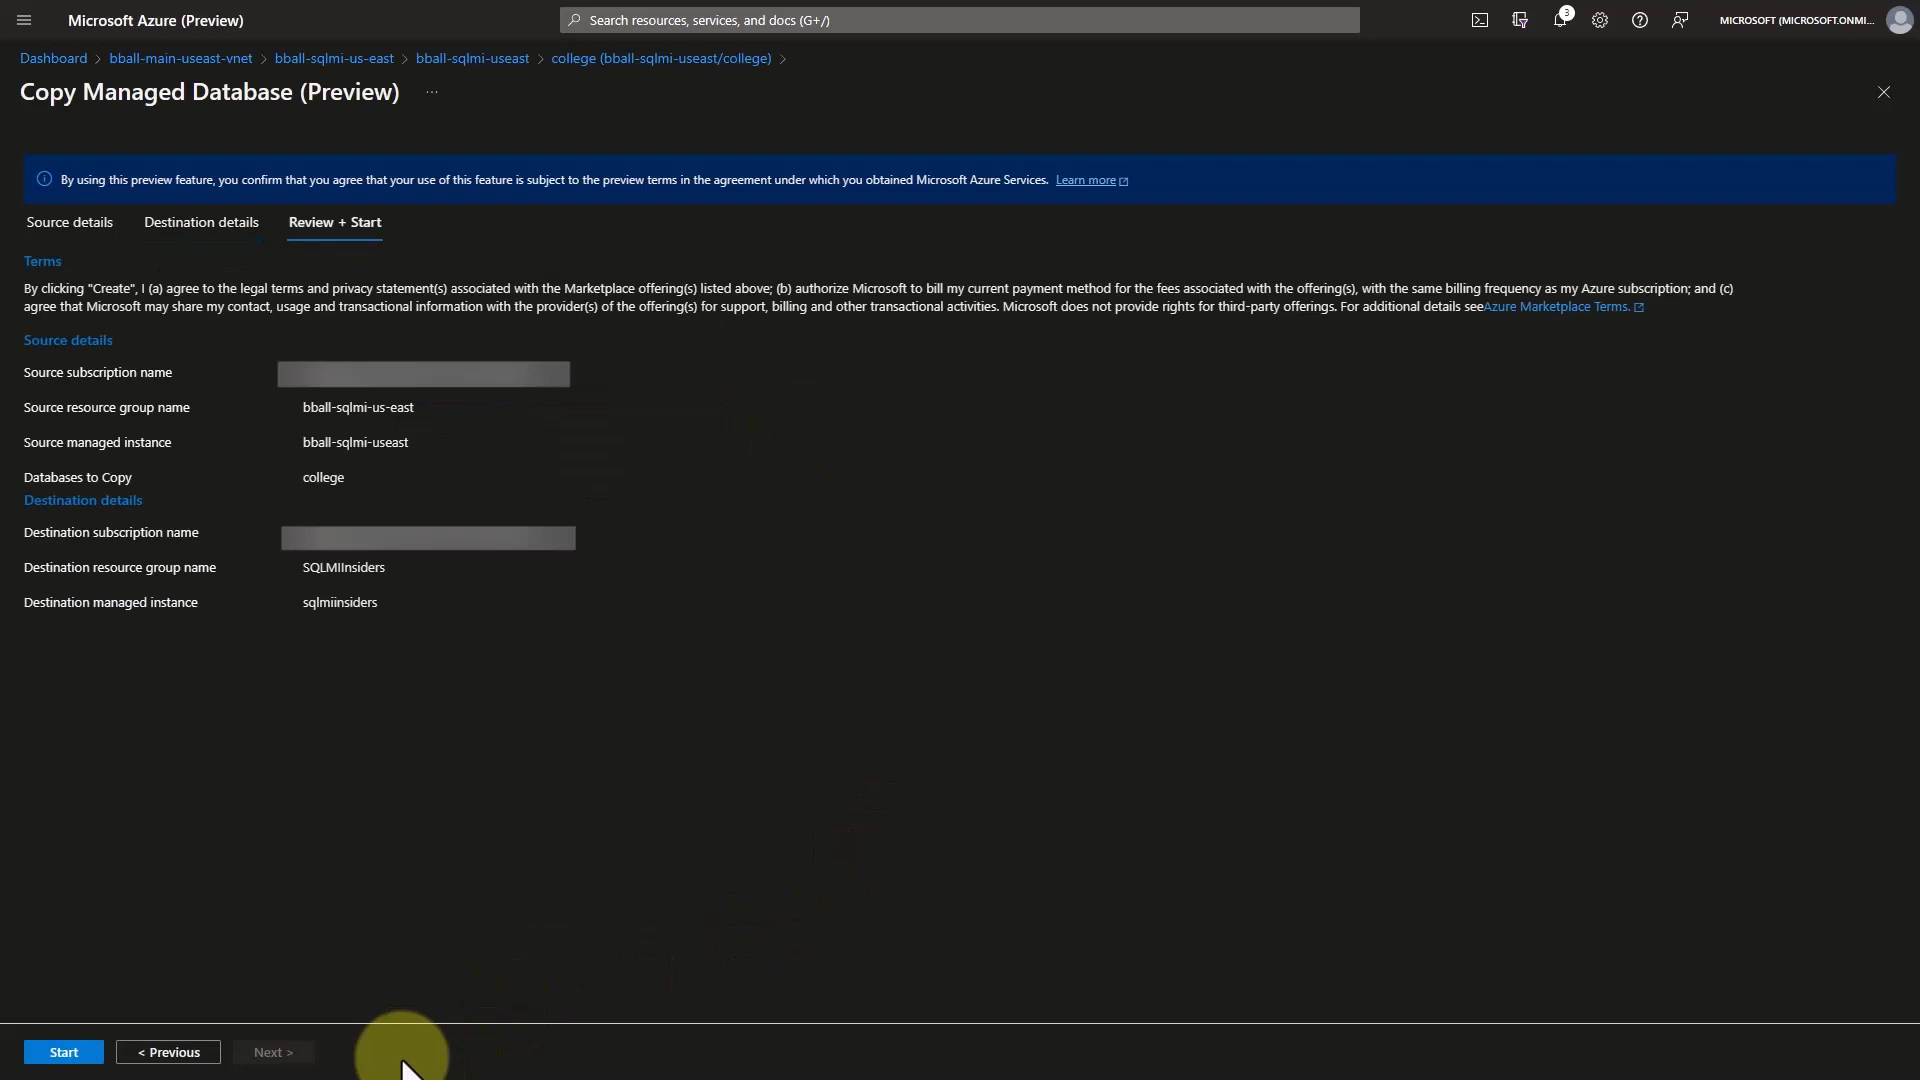 Microsoft Azure (Preview)
Search resources, services, and docs (G+/)
3
MICROSOFT (MICROSOFT.ONMI...
Dashboard > bball-main-useast-vnet > bball-sqlmi-us-east > bball-sqlmi-useast > college (bball-sqlmi-useast/college) >
Copy Managed Database (Preview) ...
By using this preview feature, you confirm that you agree that your use of this feature is subject to the preview terms in the agreement under which you obtained Microsoft Azure Services. Learn more
Source details Destination details Review + Start
Terms
By clicking "Create", I (a) agree to the legal terms and privacy statement(s) associated with the Marketplace offering(s) listed above; (b) authorize Microsoft to bill my current payment method for the fees associated with the offering(s), with the same billing frequency as my Azure subscription; and (c)
agree that Microsoft may share my contact, usage and transactional information with the provider(s) of the offering(s) for support, billing and other transactional activities. Microsoft does not provide rights for third-party offerings. For additional details seeAzure Marketplace Terms.
Source details
Source subscription name
Source resource group name bball-sqlmi-us-east
Source managed instance bball-sqlmi-useast
Databases to Copy college
Destination details
Destination subscription name
Destination resource group name SQLMIInsiders
Destination managed instance sqlmiinsiders
Start < Previous Next >